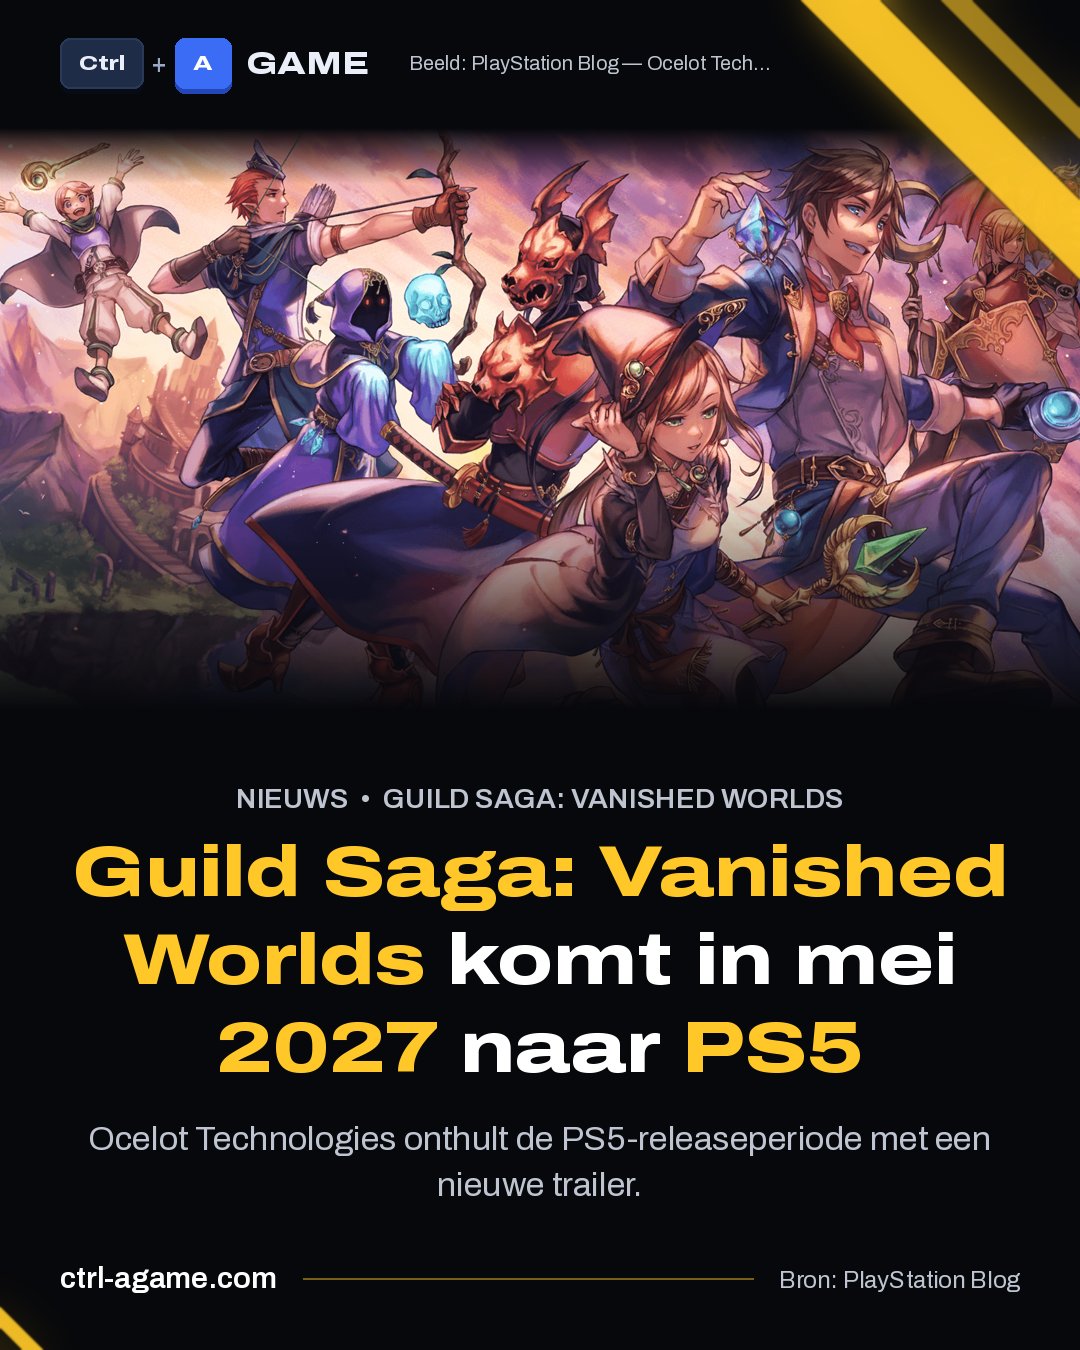 Ctrl + A GAME Beeld: PlayStation Blog — Ocelot Tech...
NIEUWS • GUILD SAGA: VANISHED WORLDS
Guild Saga: Vanished
Worlds komt in mei
2027 naar PS5
Ocelot Technologies onthult de PS5-releaseperiode met een
nieuwe trailer.
ctrl-agame.com Bron: PlayStation Blog